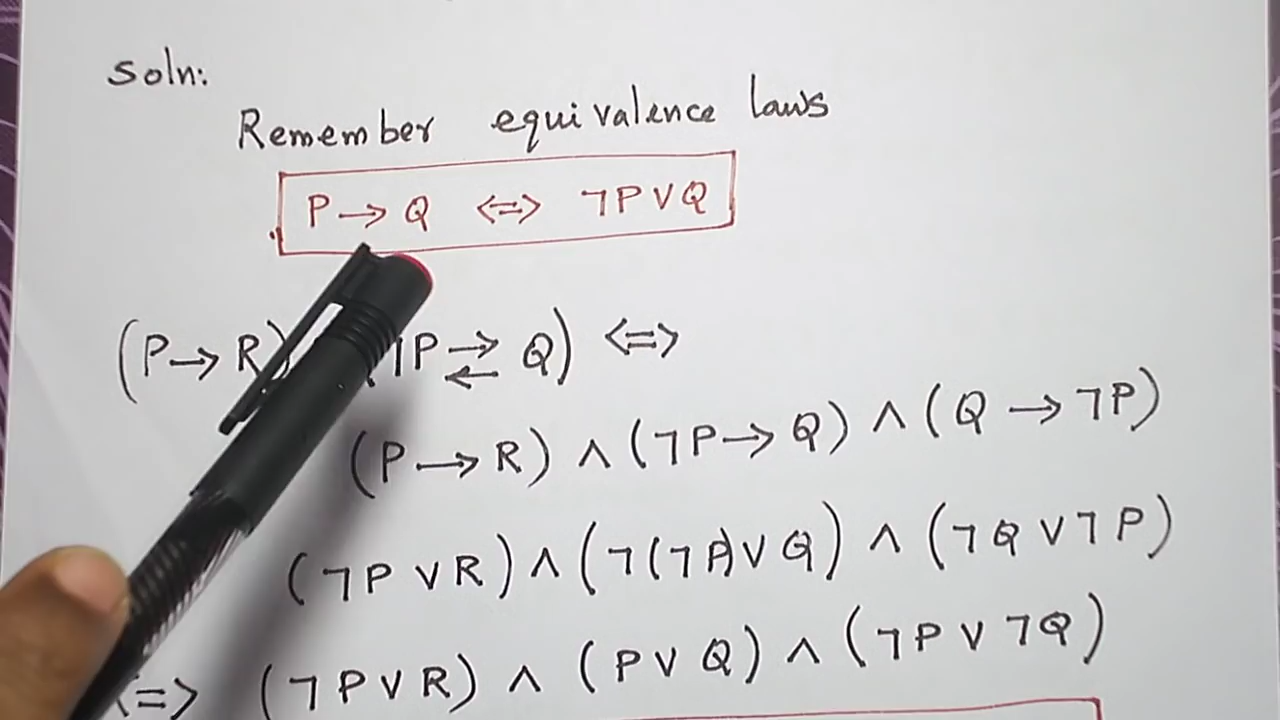 Soln:
Remember equivalence laws
P → Q <=> ¬P ∨ Q
(P → R) (¬P ⇄ Q) <=>
(P → R) ∧ (¬P → Q) ∧ (Q → ¬P)
(¬P ∨ R) ∧ (¬(¬P) ∨ Q) ∧ (¬Q ∨ ¬P)
<=> (¬P ∨ R) ∧ (P ∨ Q) ∧ (¬P ∨ ¬Q)